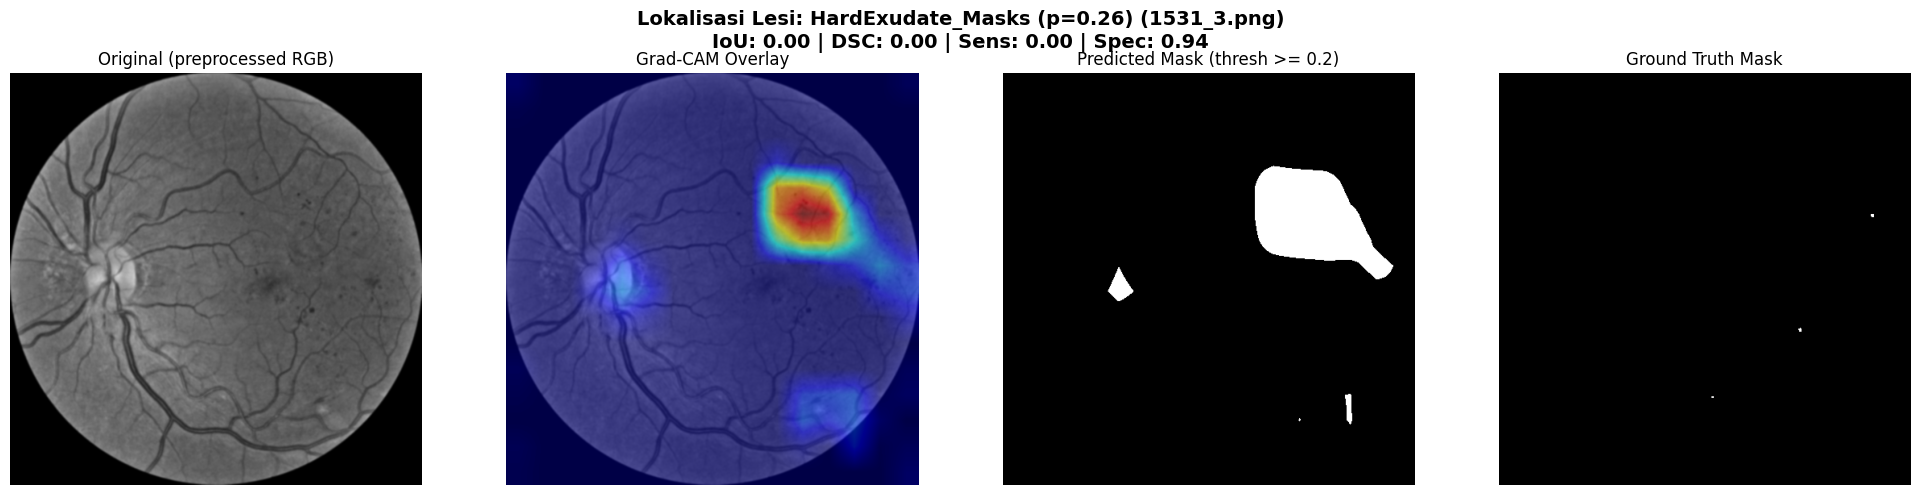 Lokalisasi Lesi: HardExudate_Masks (p=0.26) (1531_3.png)
IoU: 0.00 | DSC: 0.00 | Sens: 0.00 | Spec: 0.94
Original (preprocessed RGB)
Grad-CAM Overlay
Predicted Mask (thresh >= 0.2)
Ground Truth Mask